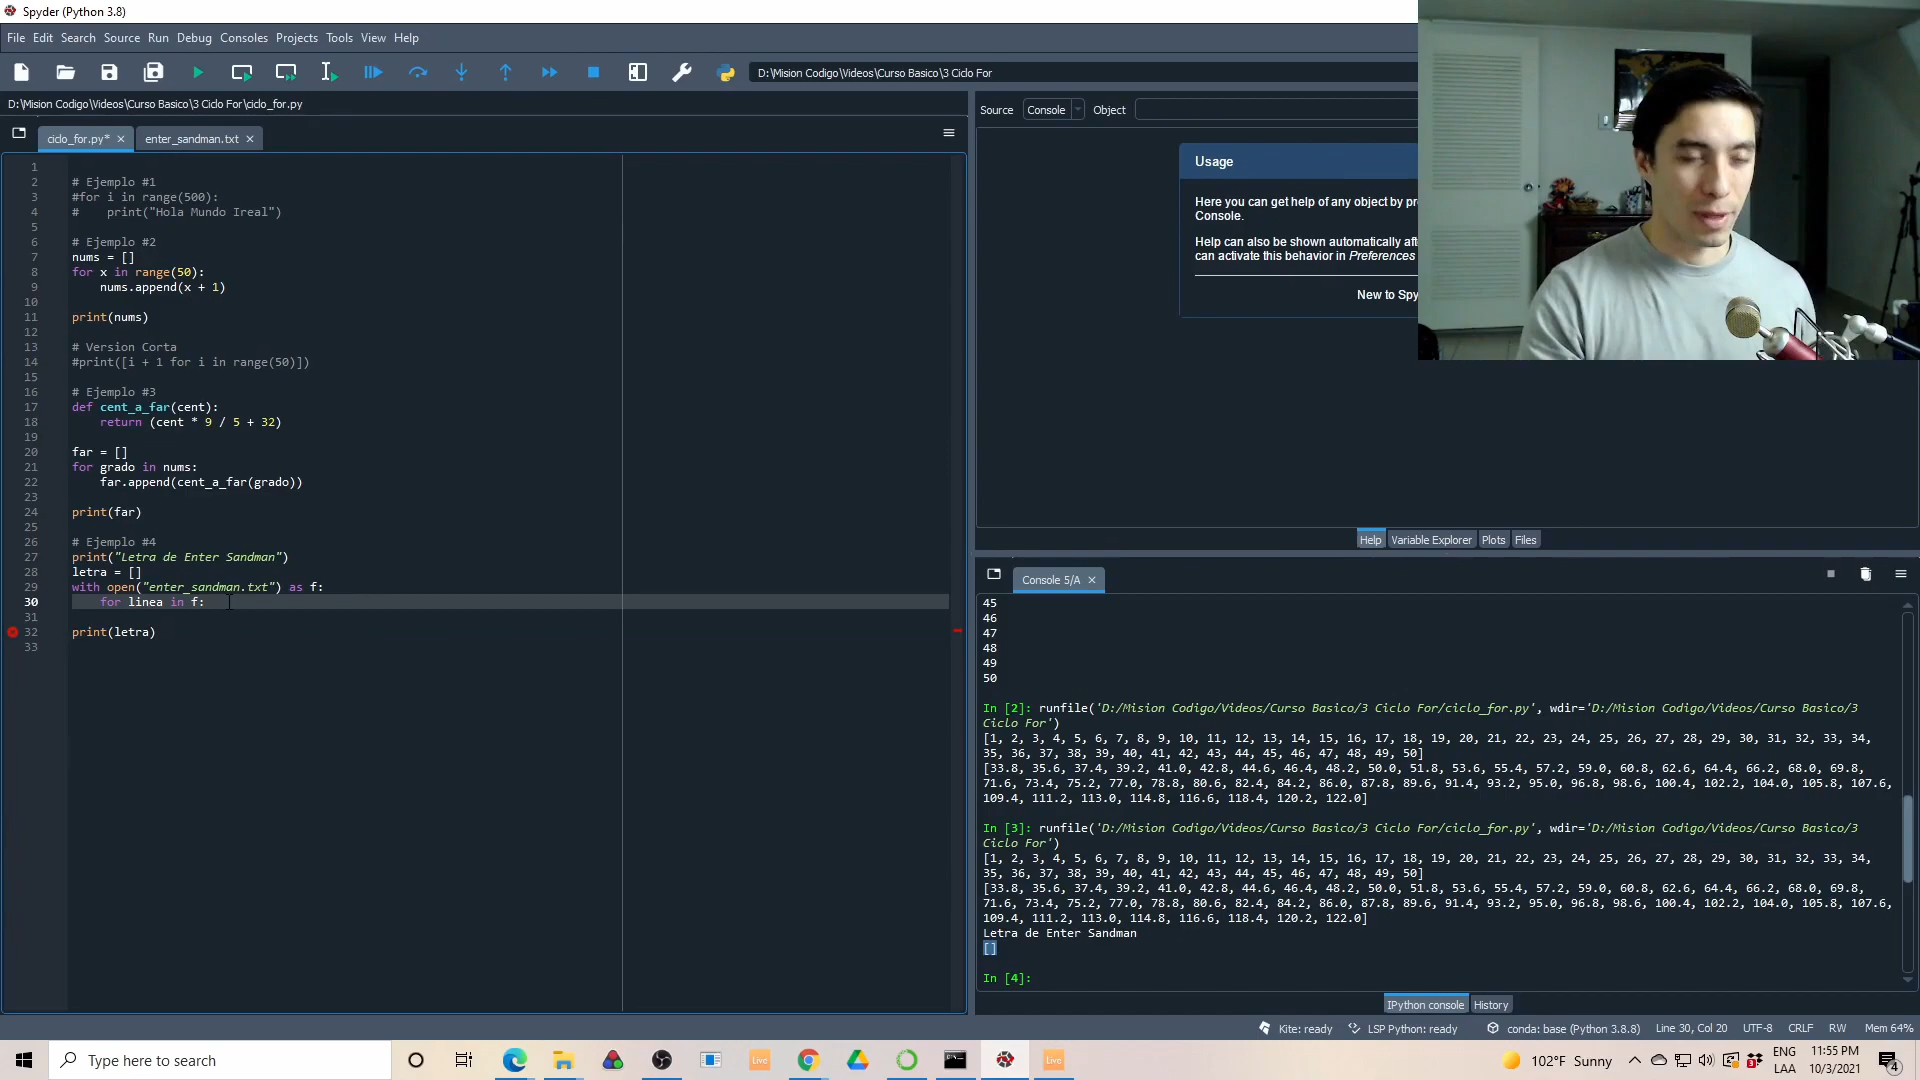 Spyder (Python 3.8)
File Edit Search Source Run Debug Consoles Projects Tools View Help
D:\Mision Codigo\Videos\Curso Basico\3 Ciclo For
D:\Mision Codigo\Videos\Curso Basico\3 Ciclo For\ciclo_for.py
ciclo_for.py*
enter_sandman.txt
1
2 # Ejemplo #1
3 #for i in range(500):
4 #    print("Hola Mundo Ireal")
5
6 # Ejemplo #2
7 nums = []
8 for x in range(50):
9     nums.append(x + 1)
10
11 print(nums)
12
13 # Version Corta
14 #print([i + 1 for i in range(50)])
15
16 # Ejemplo #3
17 def cent_a_far(cent):
18     return (cent * 9 / 5 + 32)
19
20 far = []
21 for grado in nums:
22     far.append(cent_a_far(grado))
23
24 print(far)
25
26 # Ejemplo #4
27 print("Letra de Enter Sandman")
28 letra = []
29 with open("enter_sandman.txt") as f:
30     for linea in f:
31
32 print(letra)
33
Source Console Object
Usage
Here you can get help of any object by pr
Console.
Help can also be shown automatically aft
can activate this behavior in Preferences
New to Spy
Help Variable Explorer Plots Files
Console 5/A
45
46
47
48
49
50
In [2]: runfile('D:/Mision Codigo/Videos/Curso Basico/3 Ciclo For/ciclo_for.py', wdir='D:/Mision Codigo/Videos/Curso Basico/3
Ciclo For')
[1, 2, 3, 4, 5, 6, 7, 8, 9, 10, 11, 12, 13, 14, 15, 16, 17, 18, 19, 20, 21, 22, 23, 24, 25, 26, 27, 28, 29, 30, 31, 32, 33, 34,
35, 36, 37, 38, 39, 40, 41, 42, 43, 44, 45, 46, 47, 48, 49, 50]
[33.8, 35.6, 37.4, 39.2, 41.0, 42.8, 44.6, 46.4, 48.2, 50.0, 51.8, 53.6, 55.4, 57.2, 59.0, 60.8, 62.6, 64.4, 66.2, 68.0, 69.8,
71.6, 73.4, 75.2, 77.0, 78.8, 80.6, 82.4, 84.2, 86.0, 87.8, 89.6, 91.4, 93.2, 95.0, 96.8, 98.6, 100.4, 102.2, 104.0, 105.8, 107.6,
109.4, 111.2, 113.0, 114.8, 116.6, 118.4, 120.2, 122.0]
In [3]: runfile('D:/Mision Codigo/Videos/Curso Basico/3 Ciclo For/ciclo_for.py', wdir='D:/Mision Codigo/Videos/Curso Basico/3
Ciclo For')
[1, 2, 3, 4, 5, 6, 7, 8, 9, 10, 11, 12, 13, 14, 15, 16, 17, 18, 19, 20, 21, 22, 23, 24, 25, 26, 27, 28, 29, 30, 31, 32, 33, 34,
35, 36, 37, 38, 39, 40, 41, 42, 43, 44, 45, 46, 47, 48, 49, 50]
[33.8, 35.6, 37.4, 39.2, 41.0, 42.8, 44.6, 46.4, 48.2, 50.0, 51.8, 53.6, 55.4, 57.2, 59.0, 60.8, 62.6, 64.4, 66.2, 68.0, 69.8,
71.6, 73.4, 75.2, 77.0, 78.8, 80.6, 82.4, 84.2, 86.0, 87.8, 89.6, 91.4, 93.2, 95.0, 96.8, 98.6, 100.4, 102.2, 104.0, 105.8, 107.6,
109.4, 111.2, 113.0, 114.8, 116.6, 118.4, 120.2, 122.0]
Letra de Enter Sandman
[]
In [4]:
IPython console History
Kite: ready LSP Python: ready conda: base (Python 3.8.8) Line 30, Col 20 UTF-8 CRLF RW Mem 64%
Type here to search
Live
Live
102°F Sunny
ENG
LAA
11:55 PM
10/3/2021
4